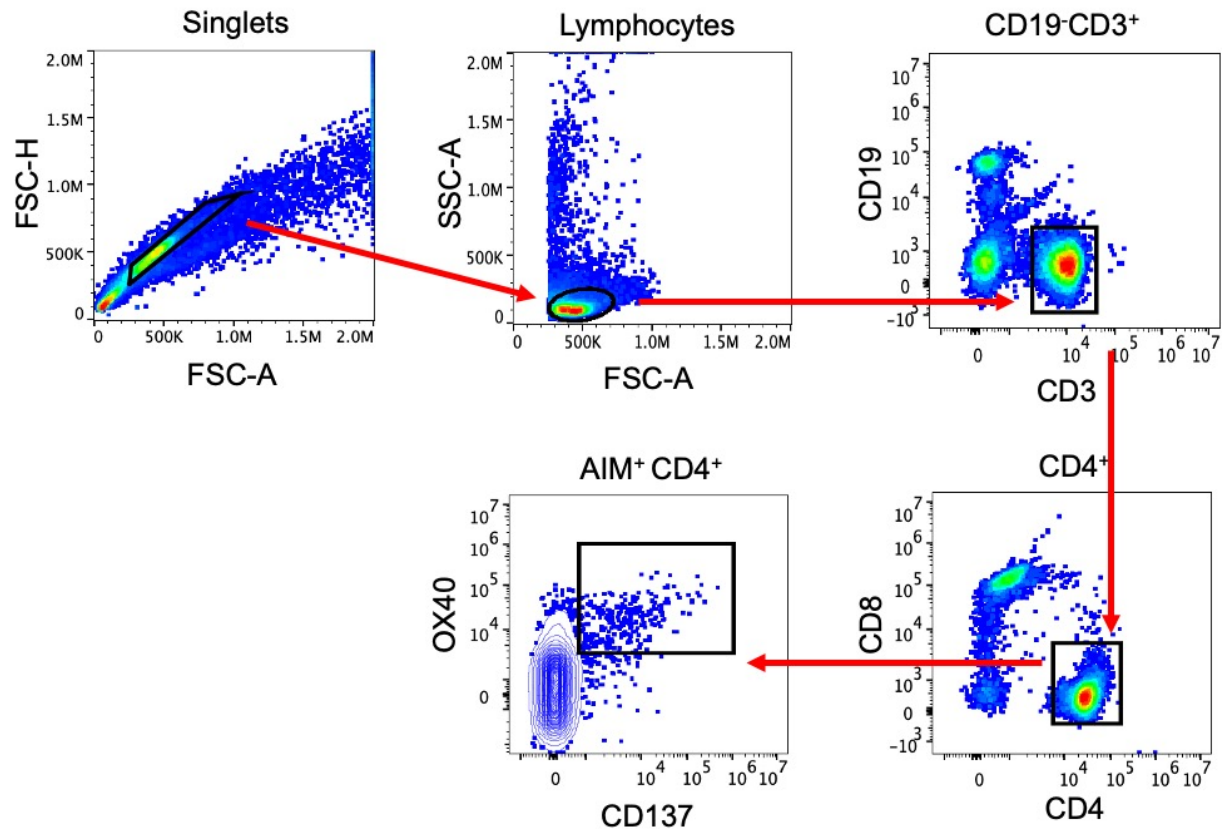 Singlets
Lymphocytes
CD19⁻CD3⁺
FSC-H
2.0M
1.5M
1.0M
500K
0
500K 1.0M 1.5M 2.0M
FSC-A
SSC-A
2.0M
1.5M
1.0M
500K
0
0 500K 1.0M 1.5M 2.0M
FSC-A
CD19
10⁷
10⁶
10⁵
10⁴
10³
0
-10³
0 10⁴ 10⁵ 10⁶ 10⁷
CD3
AIM⁺ CD4⁺
CD4⁺
OX40
10⁷
10⁶
10⁵
10⁴
0
0 10⁴ 10⁵ 10⁶ 10⁷
CD137
CD8
10⁷
10⁶
10⁵
10⁴
10³
0
-10³
0 10⁴ 10⁵ 10⁶ 10⁷
CD4